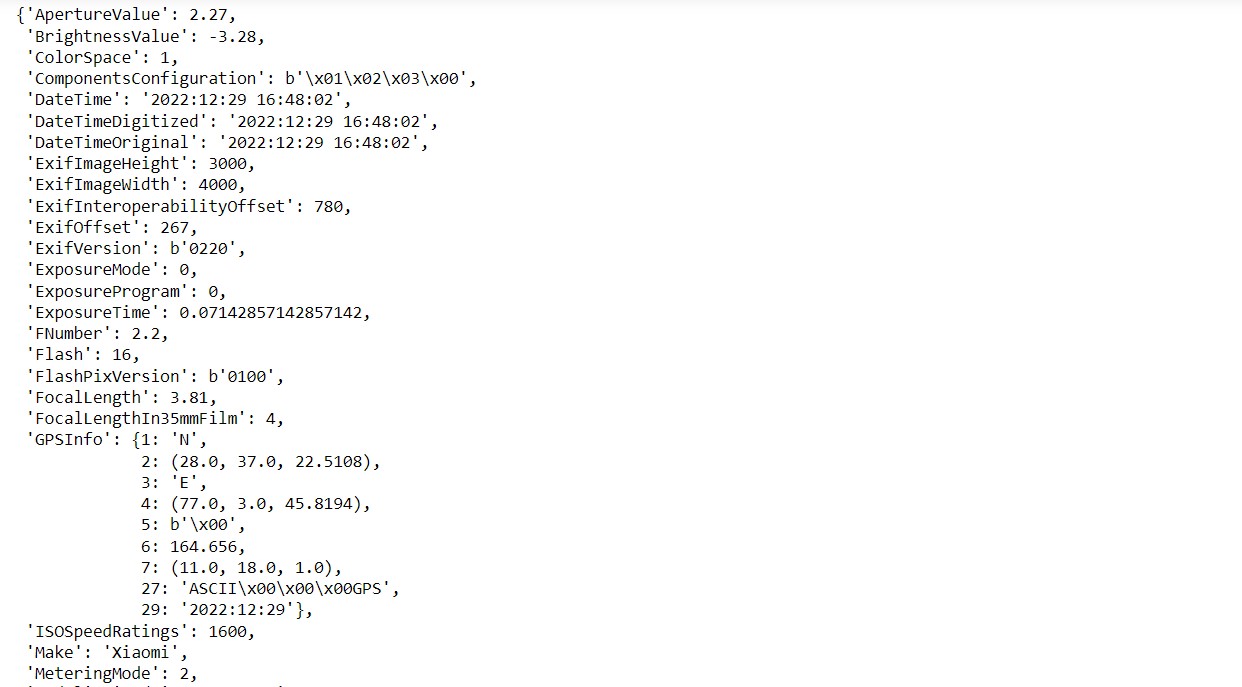 {'ApertureValue': 2.27,
'BrightnessValue': -3.28,
'ColorSpace': 1,
'ComponentsConfiguration': b'\x01\x02\x03\x00',
'DateTime': '2022:12:29 16:48:02',
'DateTimeDigitized': '2022:12:29 16:48:02',
'DateTimeOriginal': '2022:12:29 16:48:02',
'ExifImageHeight': 3000,
'ExifImageWidth': 4000,
'ExifInteroperabilityOffset': 780,
'ExifOffset': 267,
'ExifVersion': b'0220',
'ExposureMode': 0,
'ExposureProgram': 0,
'ExposureTime': 0.07142857142857142,
'FNumber': 2.2,
'Flash': 16,
'FlashPixVersion': b'0100',
'FocalLength': 3.81,
'FocalLengthIn35mmFilm': 4,
'GPSInfo': {1: 'N',
2: (28.0, 37.0, 22.5108),
3: 'E',
4: (77.0, 3.0, 45.8194),
5: b'\x00',
6: 164.656,
7: (11.0, 18.0, 1.0),
27: 'ASCII\x00\x00\x00GPS',
29: '2022:12:29'},
'ISOSpeedRatings': 1600,
'Make': 'Xiaomi',
'MeteringMode': 2,